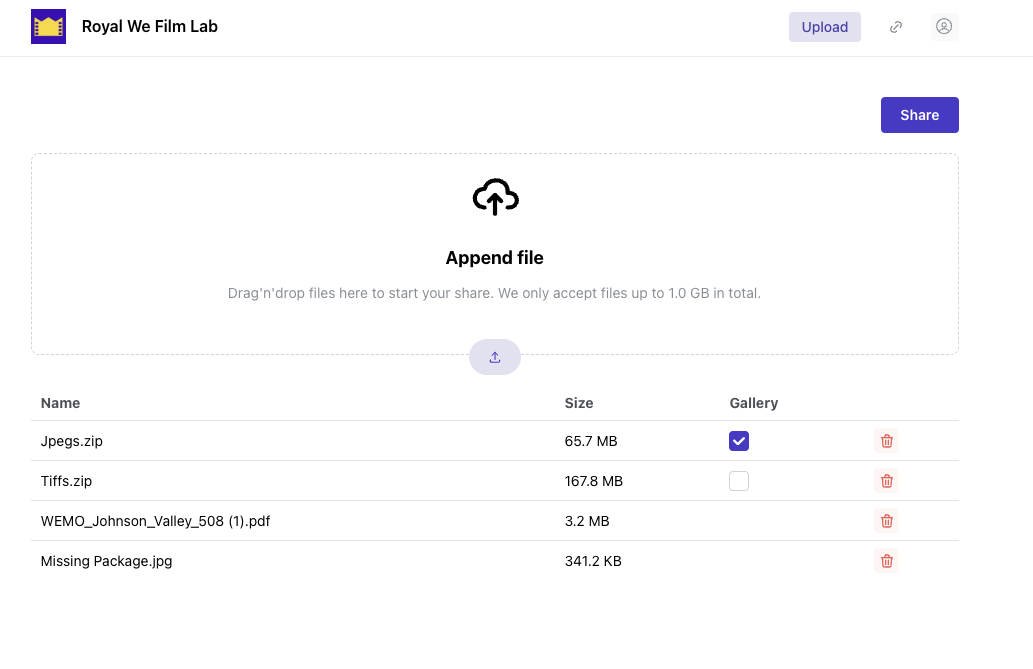 Royal We Film Lab
Upload
Share
Append file
Drag'n'drop files here to start your share. We only accept files up to 1.0 GB in total.
Name Size Gallery
Jpegs.zip 65.7 MB
Tiffs.zip 167.8 MB
WEMO_Johnson_Valley_508 (1).pdf 3.2 MB
Missing Package.jpg 341.2 KB